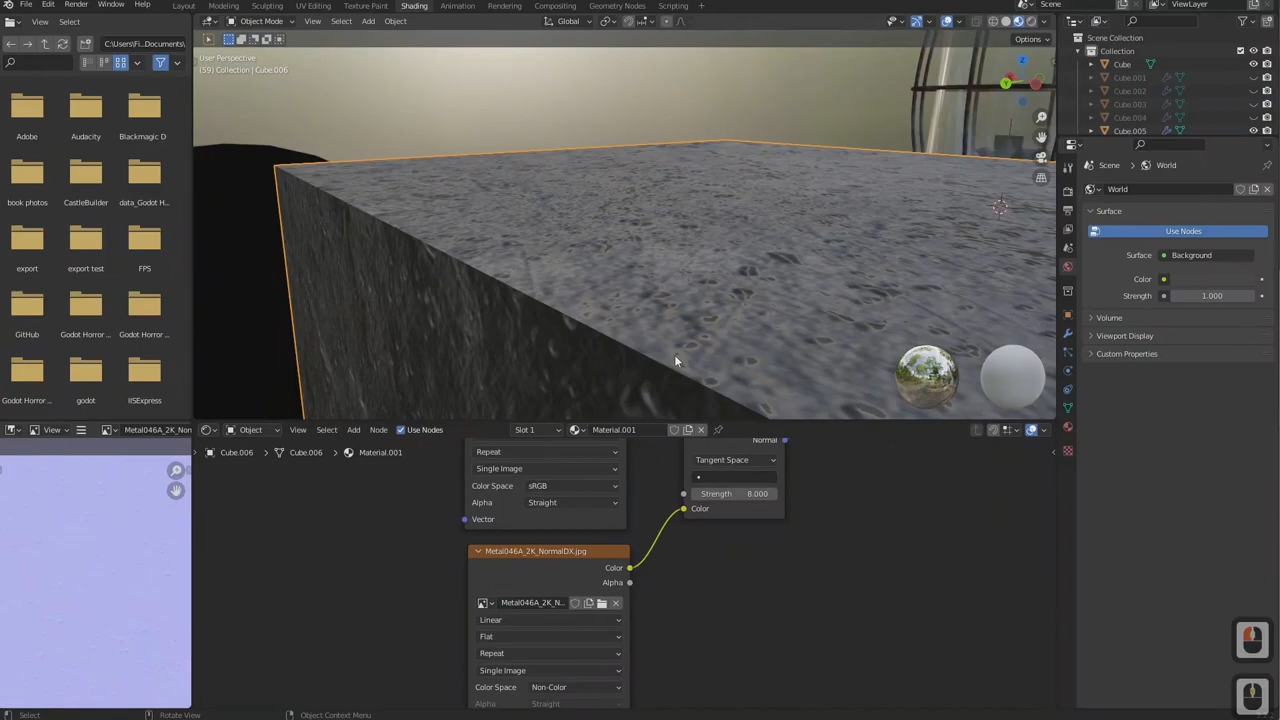 File Edit Render Window Help
Layout Modeling Sculpting UV Editing Texture Paint Shading Animation Rendering Compositing Geometry Nodes Scripting
Scene ViewLayer
View Select
C:\Users\Fi...Documents\
Adobe Audacity Blackmagic D
book photos CastleBuilder data_Godot H...
export export test FPS
GitHub Godot Horror ... Godot Horror ...
Godot Horror ... godot IISExpress
Object Mode View Select Add Object Global
Options
User Perspective
(59) Collection | Cube.006
Scene Collection
Collection
Cube
Cube.001
Cube.002
Cube.003
Cube.004
Cube.005
Scene World
World
Surface
Use Nodes
Surface Background
Color
Strength 1.000
Volume
Viewport Display
Custom Properties
View Metal046A_2K_Non
Object View Select Add Node Use Nodes Slot 1 Material.001
Cube.006 Cube.006 Material.001
Repeat
Single Image
Color Space sRGB
Alpha Straight
Vector
Normal
Tangent Space
Strength 8.000
Color
Metal046A_2K_NormalDX.jpg
Color
Alpha
Metal046A_2K_N...
Linear
Flat
Repeat
Single Image
Color Space Non-Color
Alpha Straight
Select Rotate View Object Context Menu